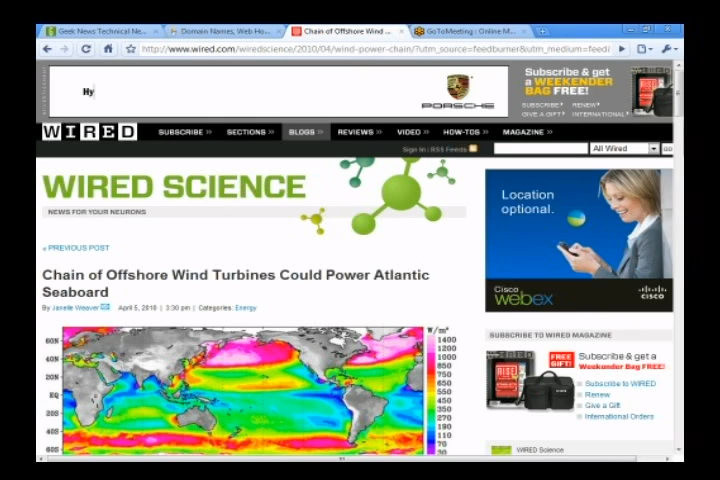 Geek News Technical Ne...
Domain Names, Web Ho...
Chain of Offshore Wind ...
GoToMeeting : Online M...
http://www.wired.com/wiredscience/2010/04/wind-power-chain/?utm_source=feedburner&utm_medium=feed
Hy
PORSCHE
Subscribe & get
a WEEKENDER
BAG FREE!
SUBSCRIBE RENEW
GIVE A GIFT INTERNATIONAL
WIRED
SUBSCRIBE >> SECTIONS >> BLOGS >> REVIEWS >> VIDEO >> HOW-TOS >> MAGAZINE >>
Sign In | RSS Feeds
All Wired
GO
WIRED SCIENCE
NEWS FOR YOUR NEURONS
Location
optional.
Cisco
webex
CISCO
« PREVIOUS POST
Chain of Offshore Wind Turbines Could Power Atlantic
Seaboard
By Janelle Weaver April 5, 2010 | 3:30 pm | Categories: Energy
60N
40N
20N
EQ
20S
40S
60S
W/m²
1400
1200
1000
850
750
650
550
450
350
270
190
110
70
30
SUBSCRIBE TO WIRED MAGAZINE
RISE
FREE
GIFT!
Subscribe & get a
Weekender Bag FREE!
Subscribe to WIRED
Renew
Give a Gift
International Orders
WIRED Science